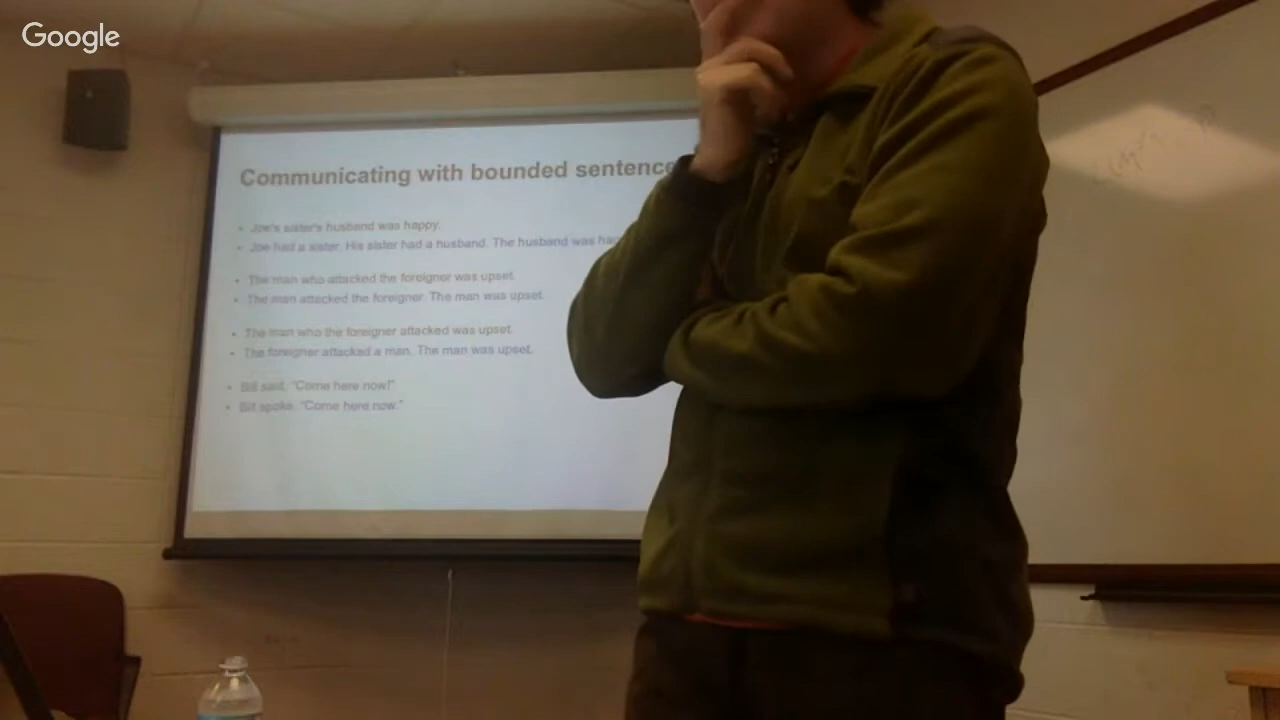 Google
Communicating with bounded sentence
• Joe's sister's husband was happy.
• Joe had a sister. His sister had a husband. The husband was
• The man who attacked the foreigner was upset.
• The man attacked the foreigner. The man was upset.
• The man who the foreigner attacked was upset.
• The foreigner attacked a man. The man was upset.
• Bill said, "Come here now!"
• Bill spoke. "Come here now."